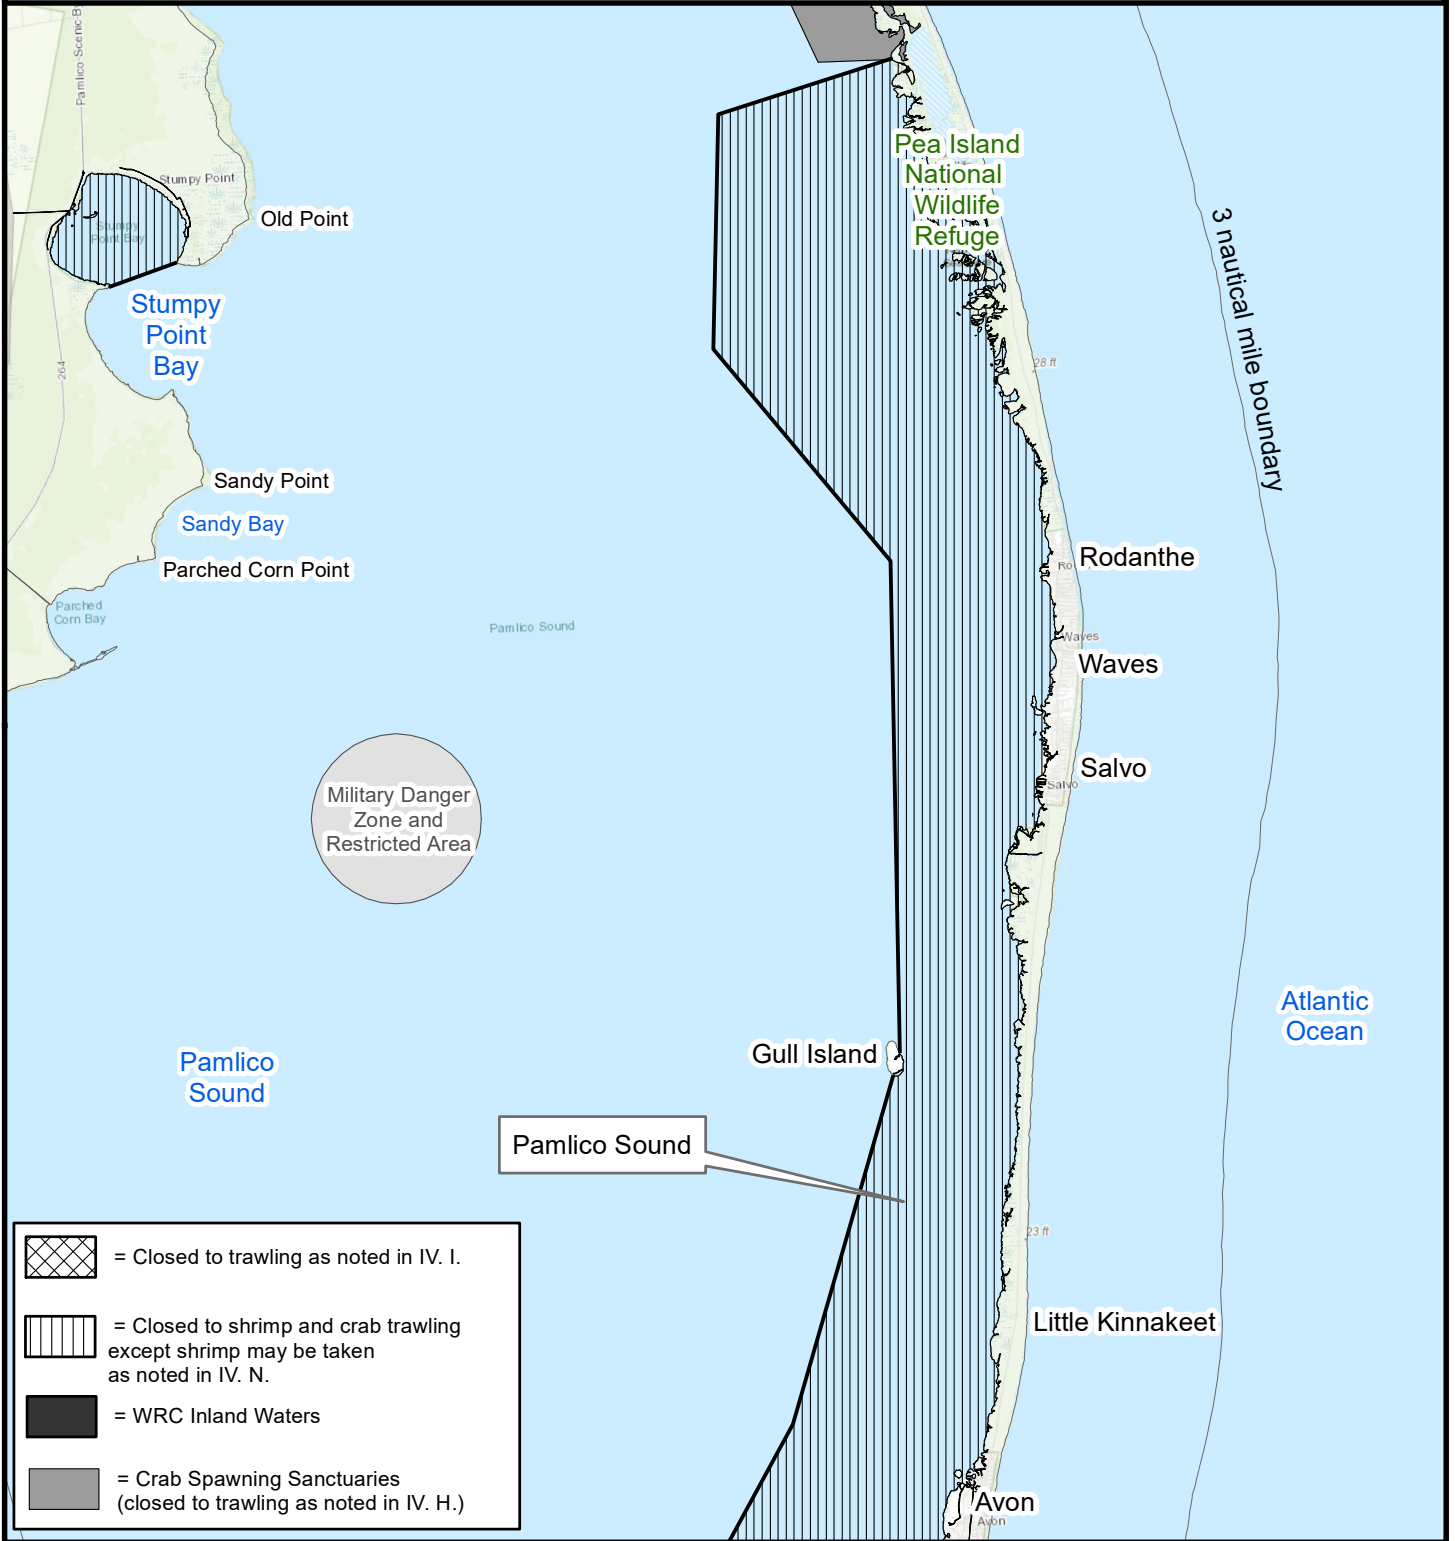 Pamlico-Scenic-By
Pea Island
National
Wildlife
Refuge
Stumpy Point
Stumpy
Point Bay
Old Point
3 nautical mile boundary
Stumpy
Point
Bay
28 ft
264
Sandy Point
Sandy Bay
Parched Corn Point
Rodanthe
Ro
Parched
Corn Bay
Pamlico Sound
Waves
Waves
Salvo
Salvo
Military Danger
Zone and
Restricted Area
Atlantic
Ocean
Gull Island
Pamlico
Sound
Pamlico Sound
23 ft
Little Kinnakeet
= Closed to trawling as noted in IV. I.
= Closed to shrimp and crab trawling
except shrimp may be taken
as noted in IV. N.
= WRC Inland Waters
= Crab Spawning Sanctuaries
(closed to trawling as noted in IV. H.)
Avon
Avon